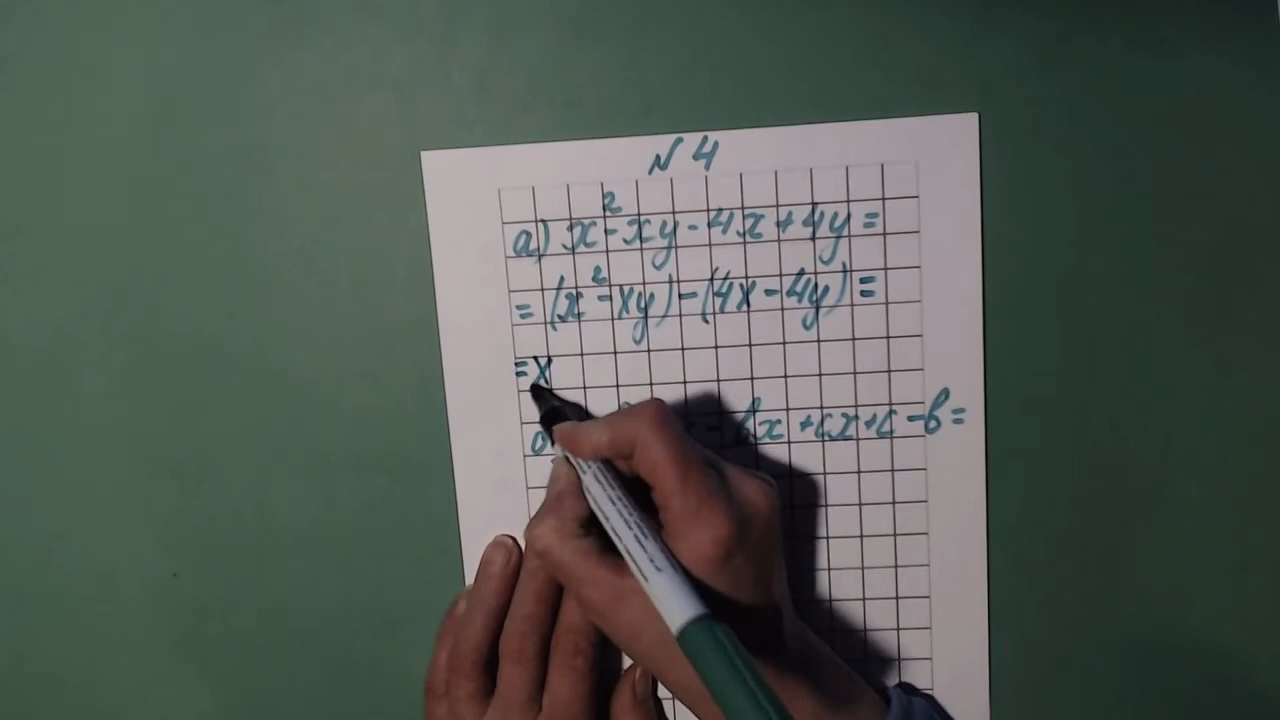 № 4
а) x² - xy - 4x + 4y =
= (x² - xy) - (4x - 4y) =
= x
x + cx + c - b =